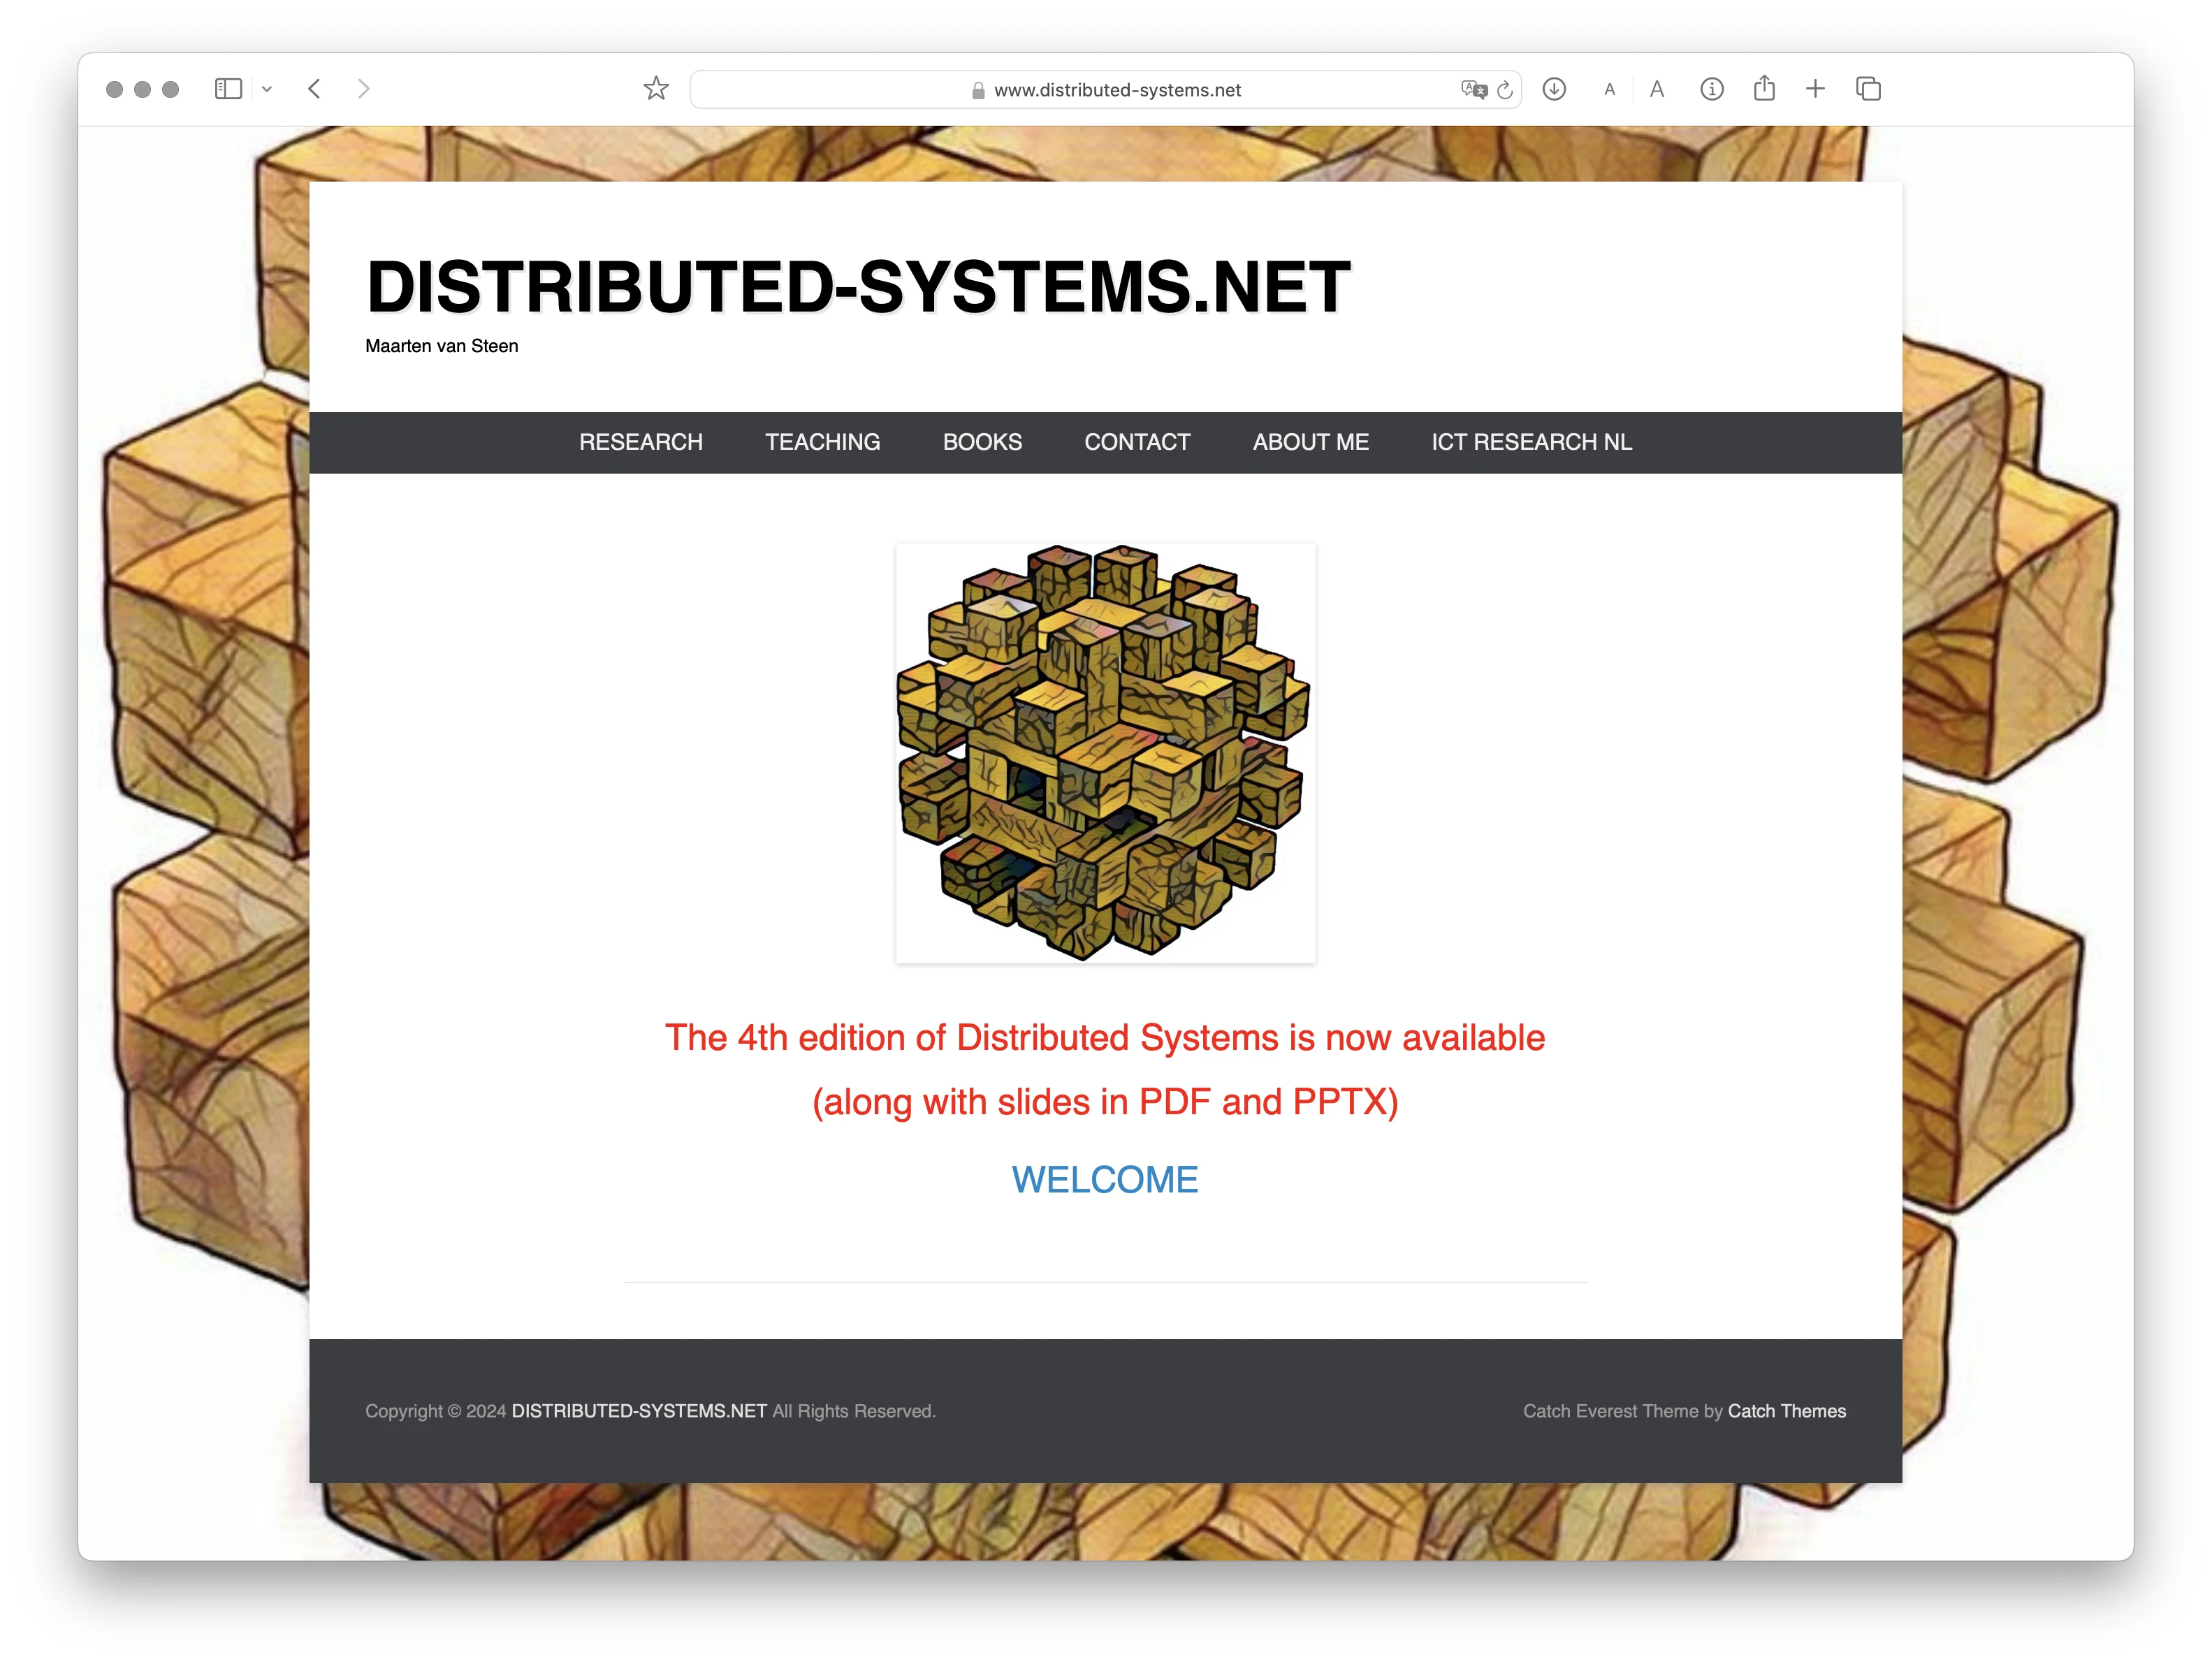 www.distributed-systems.net
A A
DISTRIBUTED-SYSTEMS.NET
Maarten van Steen
RESEARCH TEACHING BOOKS CONTACT ABOUT ME ICT RESEARCH NL
The 4th edition of Distributed Systems is now available
(along with slides in PDF and PPTX)
WELCOME
Copyright © 2024 DISTRIBUTED-SYSTEMS.NET All Rights Reserved.
Catch Everest Theme by Catch Themes